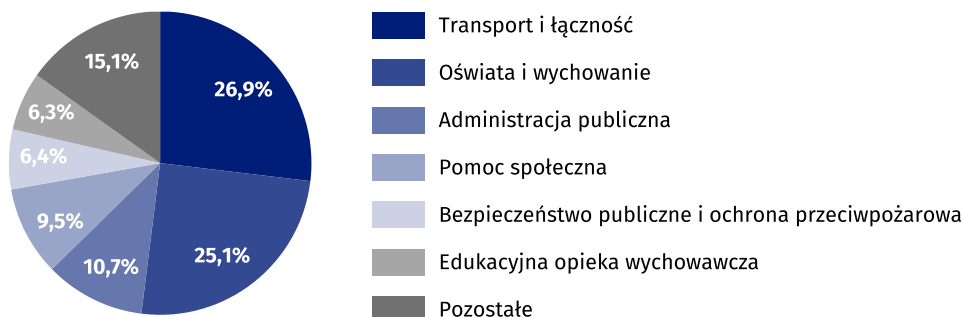 26,9%
25,1%
10,7%
9,5%
6,4%
6,3%
15,1%
Transport i łączność
Oświata i wychowanie
Administracja publiczna
Pomoc społeczna
Bezpieczeństwo publiczne i ochrona przeciwpożarowa
Edukacyjna opieka wychowawcza
Pozostałe